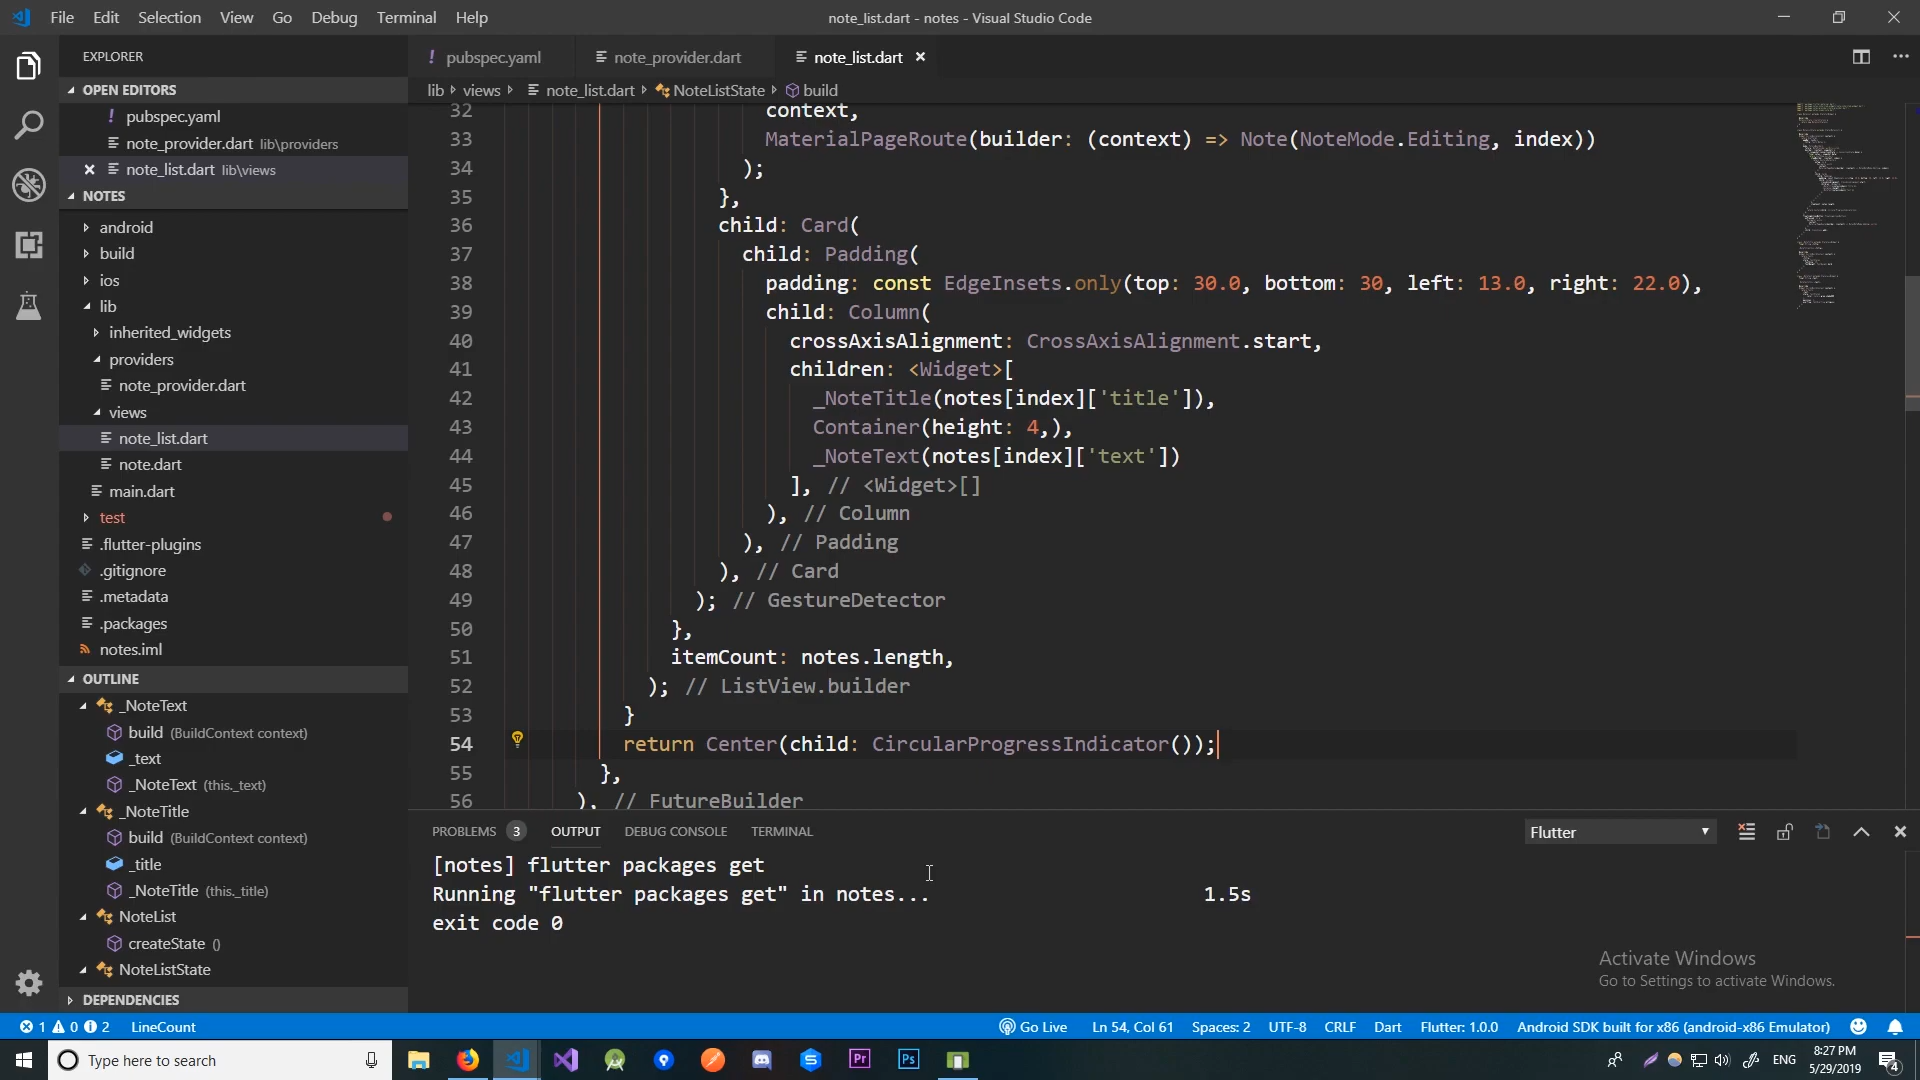 File Edit Selection View Go Debug Terminal Help
note_list.dart - notes - Visual Studio Code
EXPLORER
OPEN EDITORS
pubspec.yaml
note_provider.dart lib\providers
note_list.dart lib\views
NOTES
android
build
ios
lib
inherited_widgets
providers
note_provider.dart
views
note_list.dart
note.dart
main.dart
test
.flutter-plugins
.gitignore
.metadata
.packages
notes.iml
OUTLINE
_NoteText
build (BuildContext context)
_text
_NoteText (this._text)
_NoteTitle
build (BuildContext context)
_title
_NoteTitle (this._title)
NoteList
createState ()
NoteListState
DEPENDENCIES
pubspec.yaml note_provider.dart note_list.dart
lib views note_list.dart NoteListState build
32 context,
33 MaterialPageRoute(builder: (context) => Note(NoteMode.Editing, index))
34 );
35 },
36 child: Card(
37 child: Padding(
38 padding: const EdgeInsets.only(top: 30.0, bottom: 30, left: 13.0, right: 22.0),
39 child: Column(
40 crossAxisAlignment: CrossAxisAlignment.start,
41 children: <Widget>[
42 _NoteTitle(notes[index]['title']),
43 Container(height: 4,),
44 _NoteText(notes[index]['text'])
45 ], // <Widget>[]
46 ), // Column
47 ), // Padding
48 ), // Card
49 ); // GestureDetector
50 },
51 itemCount: notes.length,
52 ); // ListView.builder
53 }
54 return Center(child: CircularProgressIndicator());
55 },
56 ), // FutureBuilder
PROBLEMS 3 OUTPUT DEBUG CONSOLE TERMINAL Flutter
[notes] flutter packages get
Running "flutter packages get" in notes... 1.5s
exit code 0
Activate Windows
Go to Settings to activate Windows.
1 0 2 LineCount Go Live Ln 54, Col 61 Spaces: 2 UTF-8 CRLF Dart Flutter: 1.0.0 Android SDK built for x86 (android-x86 Emulator)
Type here to search
Pr
Ps
ENG
8:27 PM
5/29/2019
4